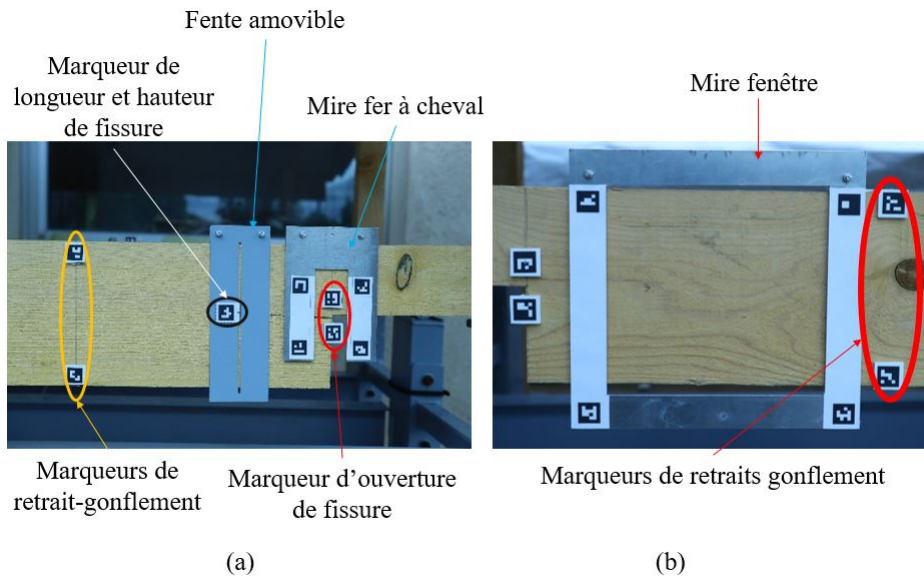 Fente amovible
Marqueur de
longueur et hauteur
de fissure
Mire fer à cheval
Mire fenêtre
Marqueurs de
retrait-gonflement
Marqueur d’ouverture
de fissure
Marqueurs de retraits gonflement
(a)
(b)